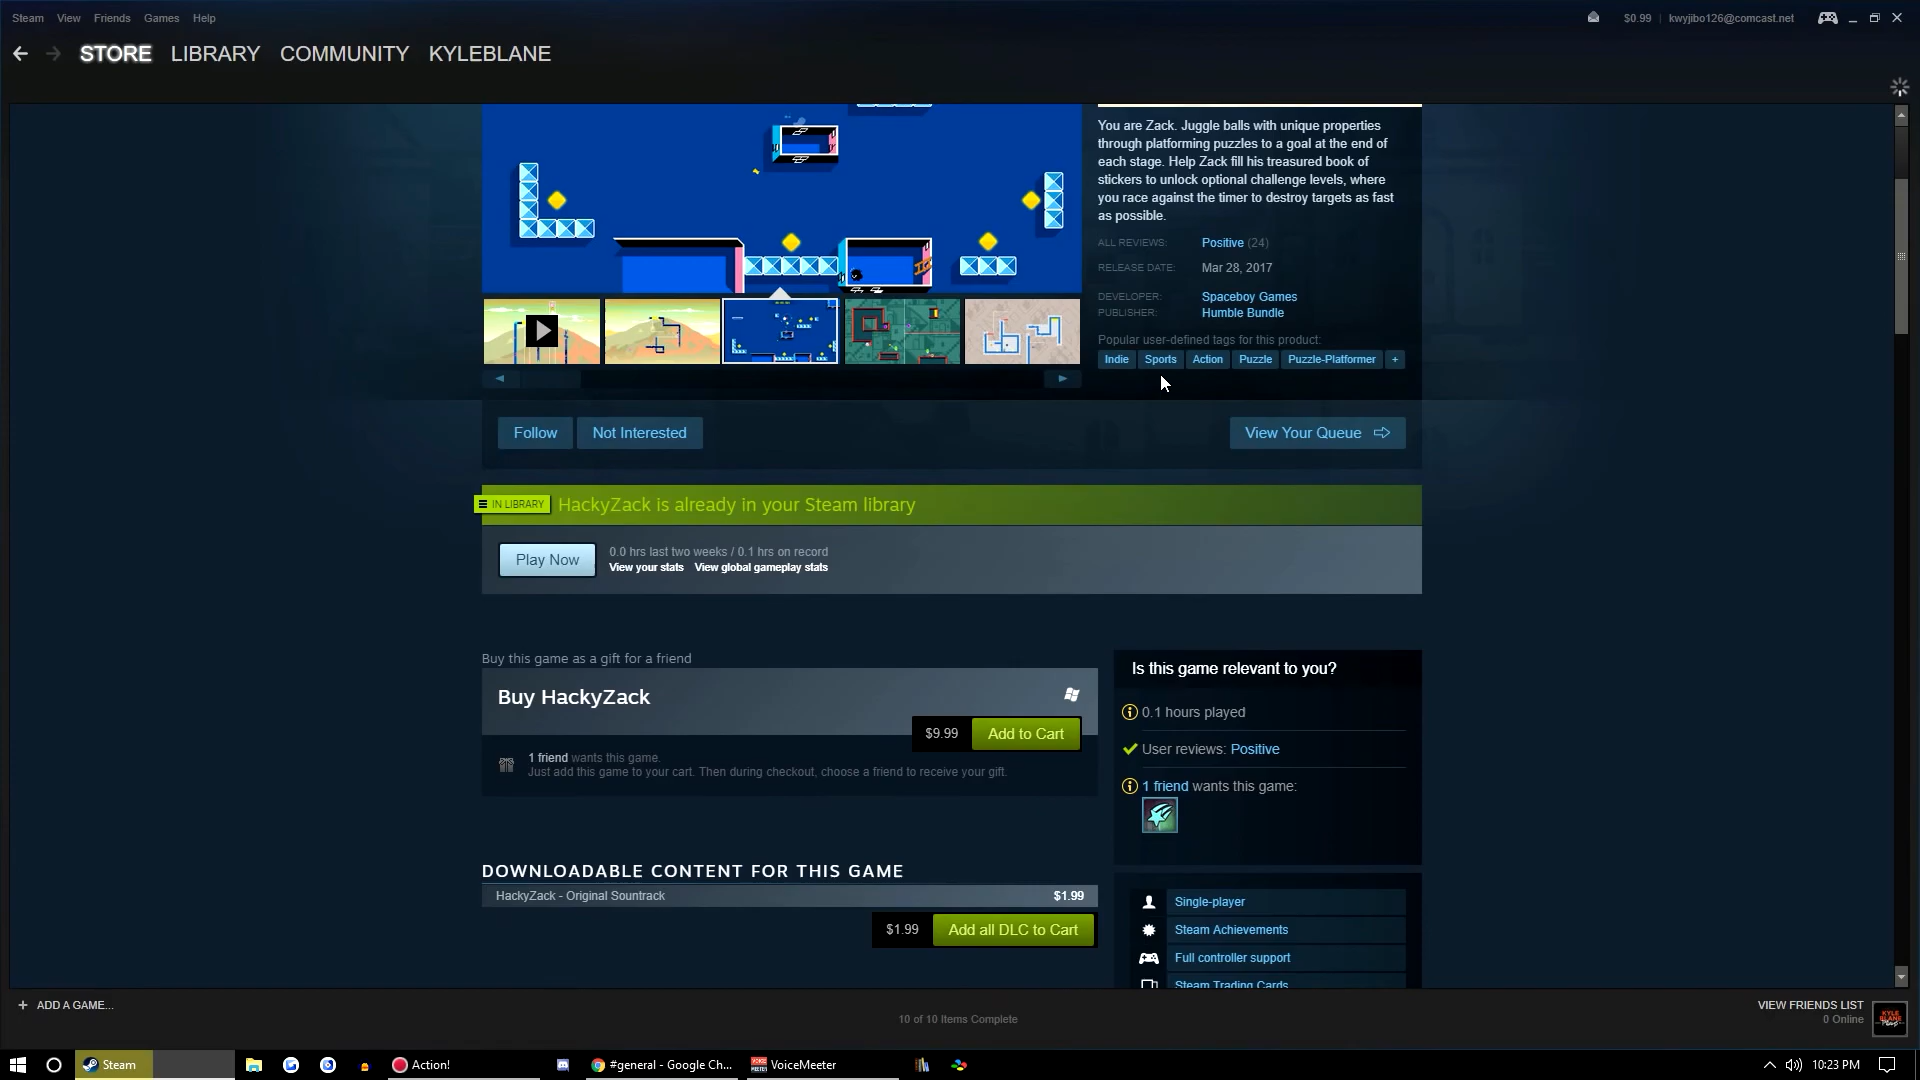 Steam View Friends Games Help
$0.99 | kwyjibo126@comcast.net
STORE LIBRARY COMMUNITY KYLEBLANE
You are Zack. Juggle balls with unique properties
through platforming puzzles to a goal at the end of
each stage. Help Zack fill his treasured book of
stickers to unlock optional challenge levels, where
you race against the timer to destroy targets as fast
as possible.
ALL REVIEWS: Positive (24)
RELEASE DATE: Mar 28, 2017
DEVELOPER: Spaceboy Games
PUBLISHER: Humble Bundle
Popular user-defined tags for this product:
Indie Sports Action Puzzle Puzzle-Platformer +
Follow Not Interested View Your Queue
IN LIBRARY HackyZack is already in your Steam library
Play Now
0.0 hrs last two weeks / 0.1 hrs on record
View your stats View global gameplay stats
Buy this game as a gift for a friend
Buy HackyZack
$9.99 Add to Cart
1 friend wants this game.
Just add this game to your cart. Then during checkout, choose a friend to receive your gift.
Is this game relevant to you?
0.1 hours played
User reviews: Positive
1 friend wants this game:
DOWNLOADABLE CONTENT FOR THIS GAME
HackyZack - Original Sountrack $1.99
$1.99 Add all DLC to Cart
Single-player
Steam Achievements
Full controller support
Steam Trading Cards
+ ADD A GAME...
10 of 10 Items Complete
VIEW FRIENDS LIST
0 Online
KYLE
BLANE
Steam
Action!
#general - Google Ch...
VoiceMeeter
10:23 PM